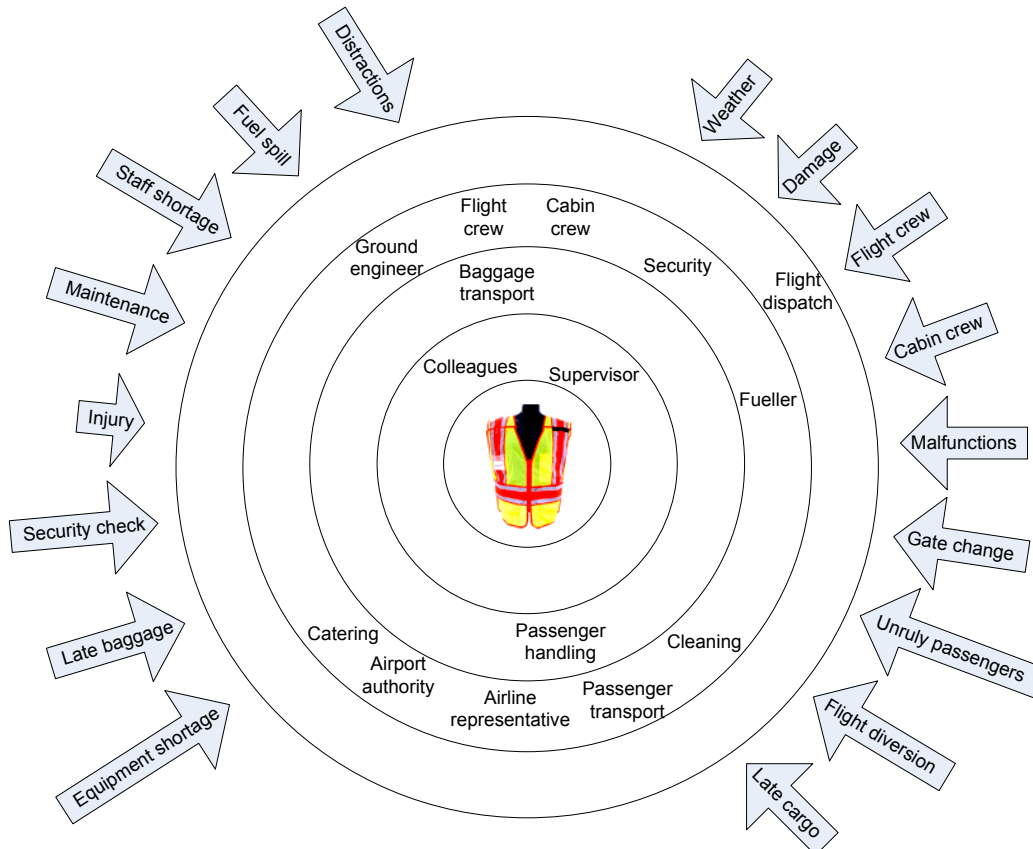 Distractions
Fuel spill
Staff shortage
Maintenance
Injury
Security check
Late baggage
Equipment shortage
Weather
Damage
Flight crew
Cabin crew
Malfunctions
Gate change
Unruly passengers
Flight diversion
Late cargo
Flight
crew
Cabin
crew
Ground
engineer
Security
Flight
dispatch
Baggage
transport
Colleagues
Supervisor
Fueller
Catering
Airport
authority
Airline
representative
Passenger
handling
Passenger
transport
Cleaning